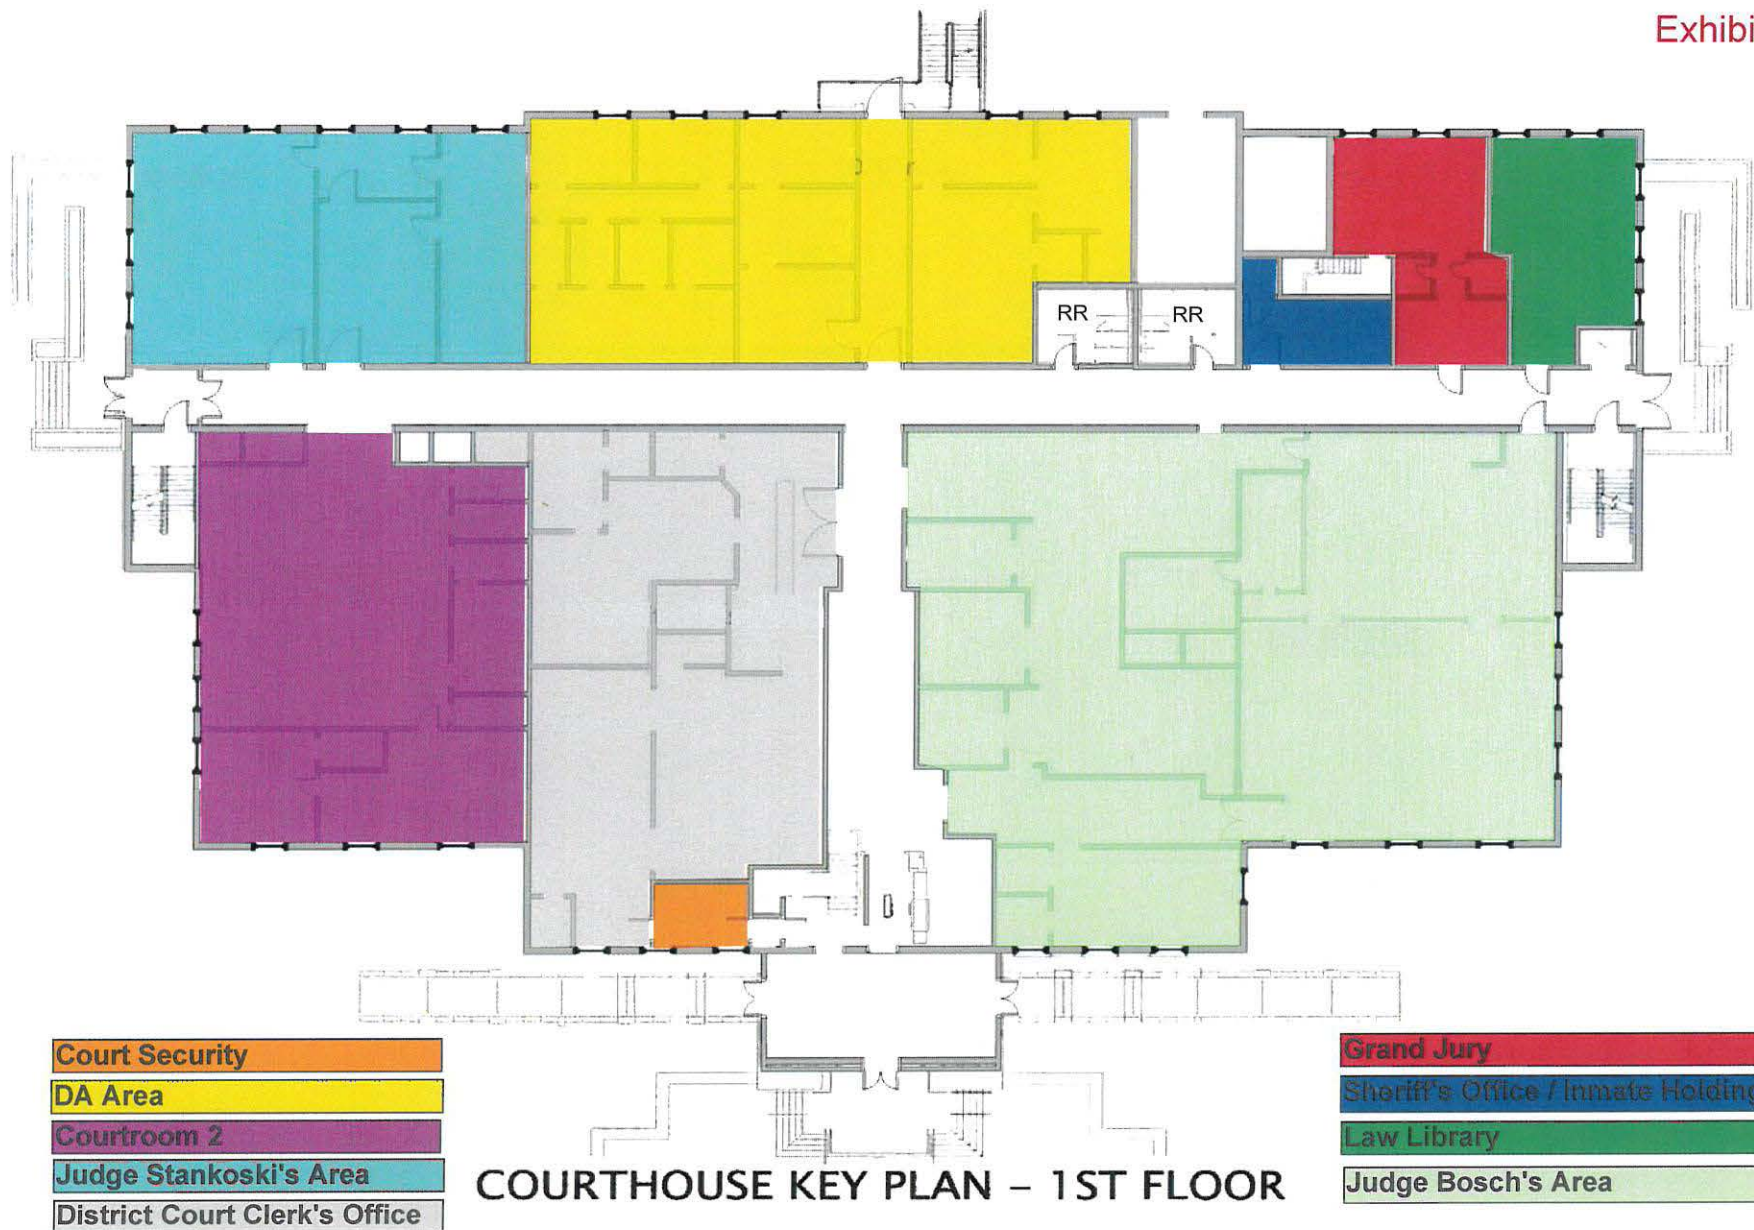 Exhibi
RR
RR
Court Security
DA Area
Courtroom 2
Judge Stankoski's Area
District Court Clerk's Office
COURTHOUSE KEY PLAN – 1ST FLOOR
Grand Jury
Sheriff's Office / Inmate Holding
Law Library
Judge Bosch's Area